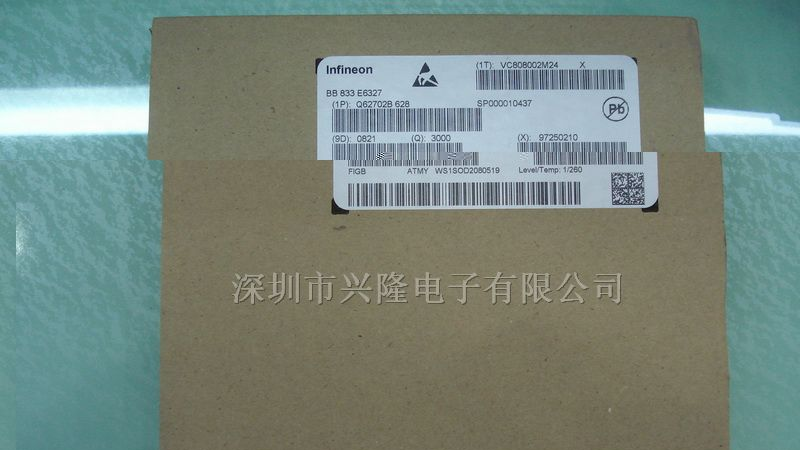 Infineon
(1T): VC808002M24 X
BB 833 E6327
(1P): Q62702B 628 SP000010437
Pb
(9D): 0821 (Q): 3000 (X): 97250210
FIGB ATMY WS1SOD2080519 Level/Temp: 1/260
深圳市兴隆电子有限公司